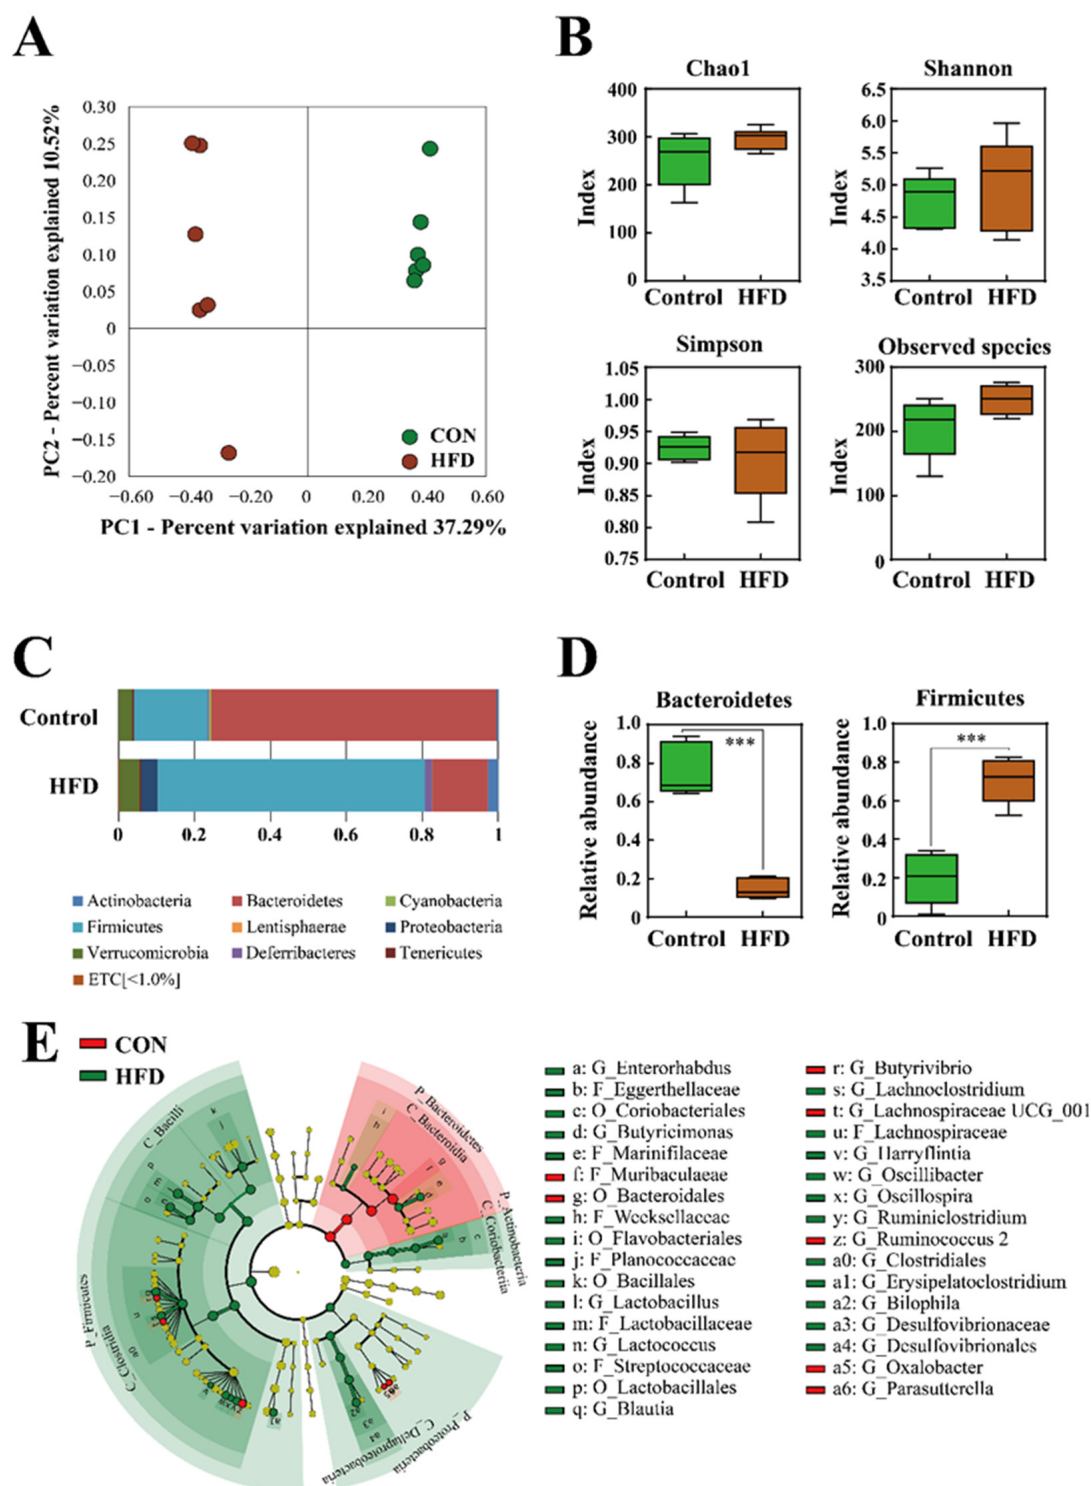 A
0.30
0.25
0.20
0.15
0.10
0.05
0
−0.05
−0.10
−0.15
−0.20
PC2 - Percent variation explained 10.52%
CON
HFD
−0.60
−0.40
−0.20
0
0.20
0.40
0.60
PC1 - Percent variation explained 37.29%
B
Chao1
400
300
200
100
0
Index
Control HFD
Shannon
6.5
6.0
5.5
5.0
4.5
4.0
3.5
Index
Control HFD
Simpson
1.05
1.00
0.95
0.90
0.85
0.80
0.75
Index
Control HFD
Observed species
300
200
100
0
Index
Control HFD
C
Control
HFD
0 0.2 0.4 0.6 0.8 1
Actinobacteria Bacteroidetes Cyanobacteria
Firmicutes Lentisphaerae Proteobacteria
Verrucomicrobia Deferribacteres Tenericutes
ETC[<1.0%]
D
Bacteroidetes
1.0
0.8
0.6
0.4
0.2
0
Relative abundance
***
Control HFD
Firmicutes
1.0
0.8
0.6
0.4
0.2
0
Relative abundance
***
Control HFD
E
CON
HFD
P_Bacteroidetes
C_Bacteroidia
P_Actinobacteria
C_Coriobacteriia
C_Bacilli
P_Firmicutes
C_Clostridia
C_Deltaproteobacteria
P_Proteobacteria
a: G_Enterorhabdus
b: F_Eggerthellaceae
c: O_Coriobacteriales
d: G_Butyricimonas
e: F_Marinifilaceae
f: F_Muribaculaeae
g: O_Bacteroidales
h: F_Weeksellaceae
i: O_Flavobacteriales
j: F_Planococcaceae
k: O_Bacillales
l: G_Lactobacillus
m: F_Lactobacillaceae
n: G_Lactococcus
o: F_Streptococcaceae
p: O_Lactobacillales
q: G_Blautia
r: G_Butyrivibrio
s: G_Lachnoclostridium
t: G_Lachnospiraceae UCG_001
u: F_Lachnospiraceae
v: G_Harryflintia
w: G_Oscillibacter
x: G_Oscillospira
y: G_Ruminiclostridium
z: G_Ruminococcus 2
a0: G_Clostridiales
a1: G_Erysipelatoclostridium
a2: G_Bilophila
a3: G_Desulfovibrionaceae
a4: G_Desulfovibrionales
a5: G_Oxalobacter
a6: G_Parasutterella